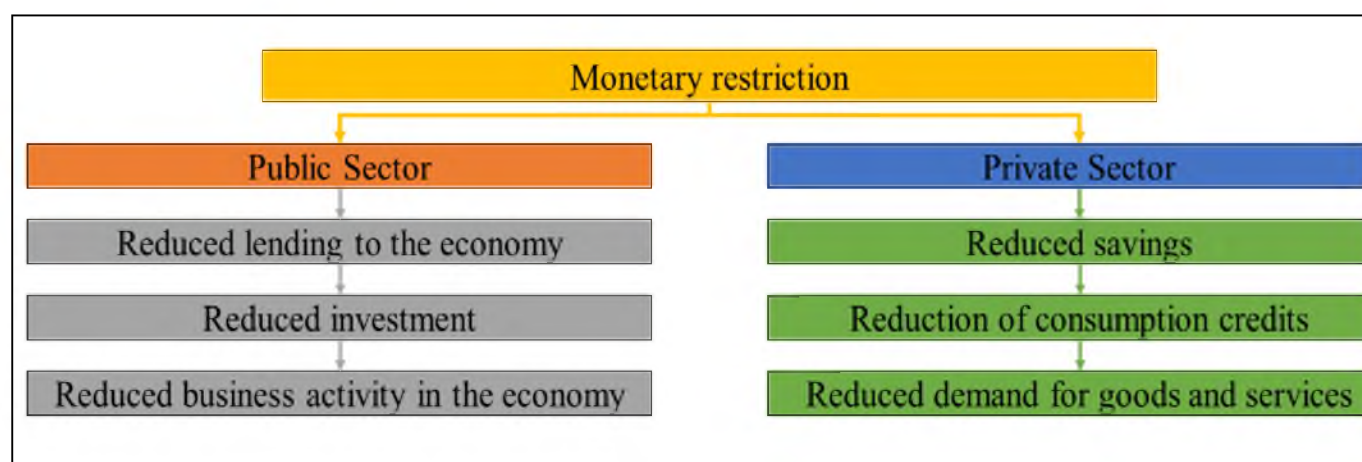 Monetary restriction
Public Sector
Reduced lending to the economy
Reduced investment
Reduced business activity in the economy
Private Sector
Reduced savings
Reduction of consumption credits
Reduced demand for goods and services